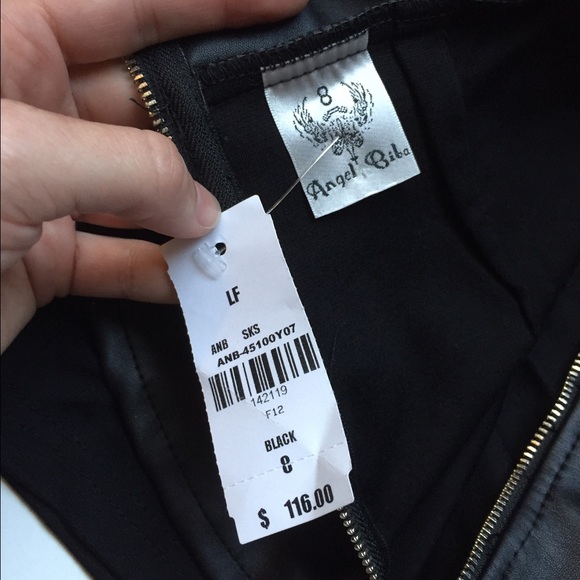 8
Angel Biba
LF
ANB SKS
ANB-45100Y07
142119
F12
BLACK
8
$ 116.00